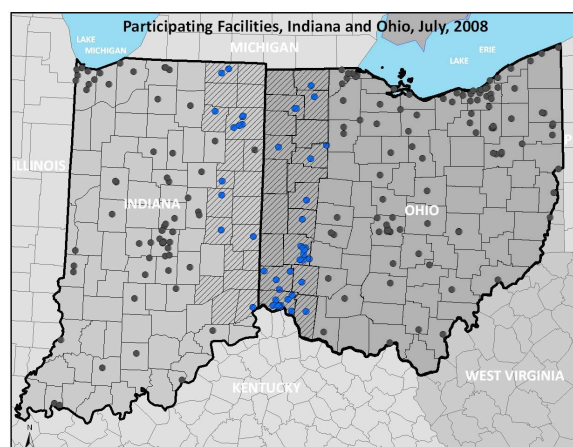 Participating Facilities, Indiana and Ohio, July, 2008
LAKE
MICHIGAN
MICHIGAN
ERIE
LAKE
ILLINOIS
P
INDIANA
OHIO
WEST VIRGINIA
KENTUCKY
N